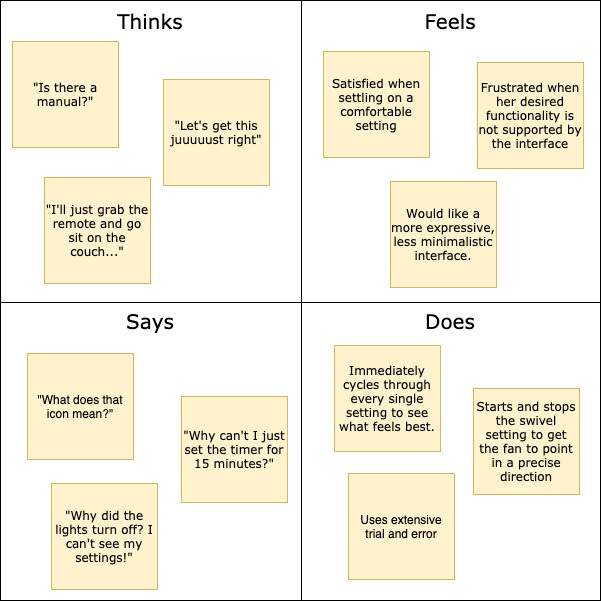 Thinks
"Is there a
manual?"
"Let's get this
juuuuust right"
"I'll just grab the
remote and go
sit on the
couch..."
Feels
Satisfied when
settling on a
comfortable
setting
Frustrated when
her desired
functionality is
not supported by
the interface
Would like a
more expressive,
less minimalistic
interface.
Says
"What does that
icon mean?"
"Why can't I just
set the timer for
15 minutes?"
"Why did the
lights turn off? I
can't see my
settings!"
Does
Immediately
cycles through
every single
setting to see
what feels best.
Starts and stops
the swivel
setting to get
the fan to point
in a precise
direction
Uses extensive
trial and error